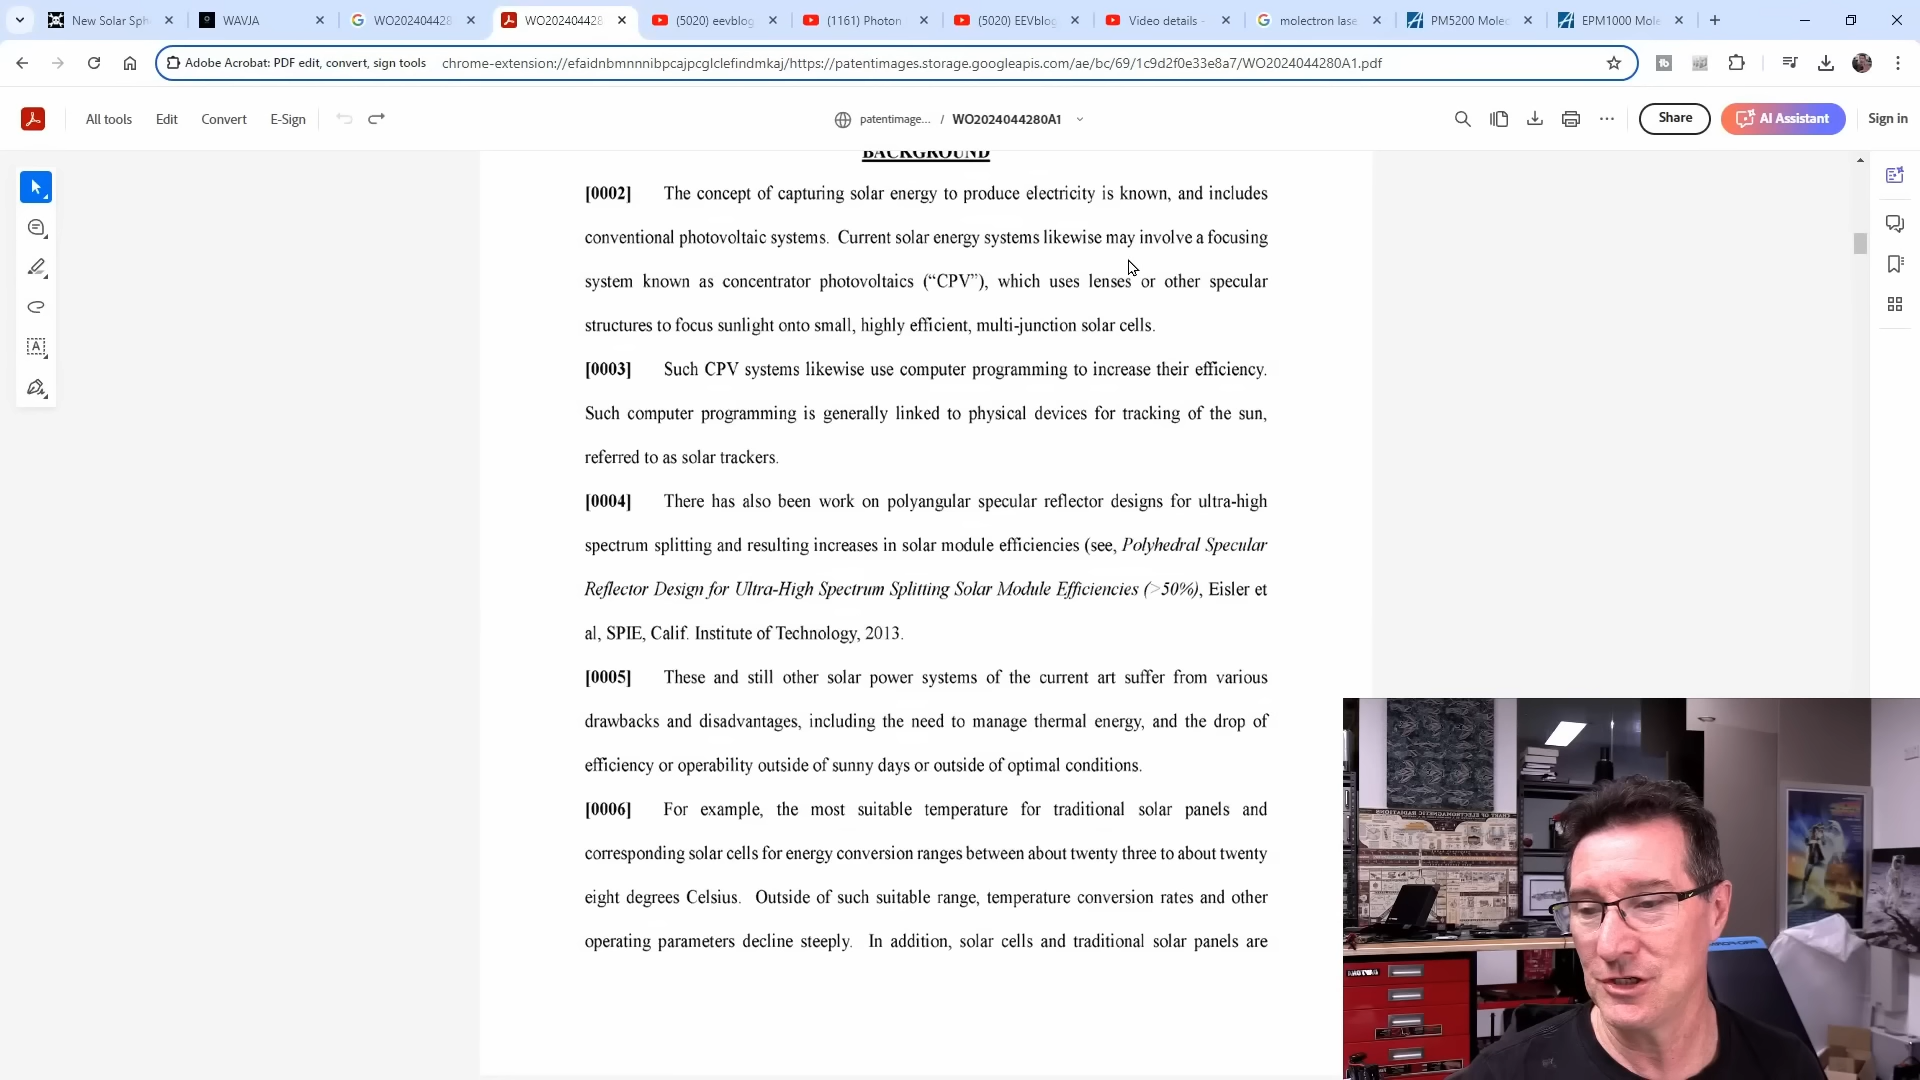 New Solar Sph
WAVJA
WO202404428
WO202404428
(5020) eevblog
(1161) Photon
(5020) EEVblog
Video details -
molectron lase
PM5200 Molec
EPM1000 Mole
Adobe Acrobat: PDF edit, convert, sign tools
chrome-extension://efaidnbmnnnibpcajpcglclefindmkaj/https://patentimages.storage.googleapis.com/ae/bc/69/1c9d2f0e33e8a7/WO2024044280A1.pdf
All tools
Edit
Convert
E-Sign
patentimage... / WO2024044280A1
Share
AI Assistant
Sign in
BACKGROUND
[0002] The concept of capturing solar energy to produce electricity is known, and includes
conventional photovoltaic systems. Current solar energy systems likewise may involve a focusing
system known as concentrator photovoltaics (“CPV”), which uses lenses or other specular
structures to focus sunlight onto small, highly efficient, multi-junction solar cells.
[0003] Such CPV systems likewise use computer programming to increase their efficiency.
Such computer programming is generally linked to physical devices for tracking of the sun,
referred to as solar trackers.
[0004] There has also been work on polyangular specular reflector designs for ultra-high
spectrum splitting and resulting increases in solar module efficiencies (see, Polyhedral Specular
Reflector Design for Ultra-High Spectrum Splitting Solar Module Efficiencies (>50%), Eisler et
al, SPIE, Calif. Institute of Technology, 2013.
[0005] These and still other solar power systems of the current art suffer from various
drawbacks and disadvantages, including the need to manage thermal energy, and the drop of
efficiency or operability outside of sunny days or outside of optimal conditions.
[0006] For example, the most suitable temperature for traditional solar panels and
corresponding solar cells for energy conversion ranges between about twenty three to about twenty
eight degrees Celsius. Outside of such suitable range, temperature conversion rates and other
operating parameters decline steeply. In addition, solar cells and traditional solar panels are